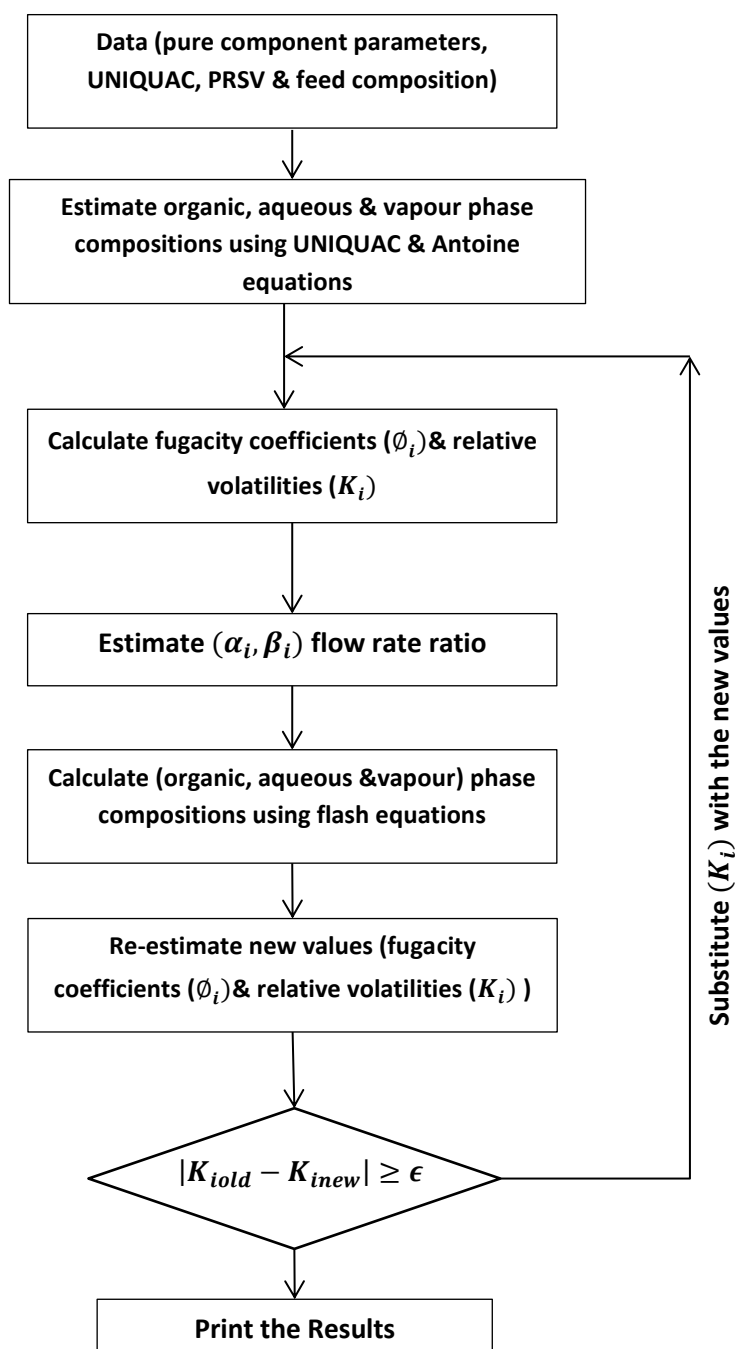 Data (pure component parameters,
UNIQUAC, PRSV & feed composition)
Estimate organic, aqueous & vapour phase
compositions using UNIQUAC & Antoine
equations
Calculate fugacity coefficients (∅i)& relative
volatilities (Ki)
Estimate (αi, βi) flow rate ratio
Calculate (organic, aqueous &vapour) phase
compositions using flash equations
Re-estimate new values (fugacity
coefficients (∅i)& relative volatilities (Ki) )
|Kiold − Kinew| ≥ ϵ
Substitute (Ki) with the new values
Print the Results